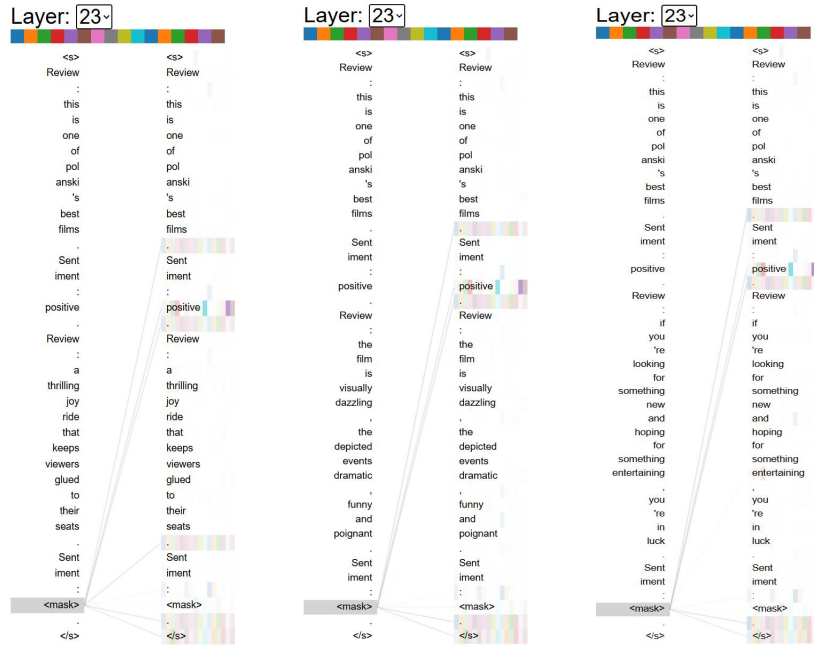 Layer: 23
<s> <s>
Review Review
: :
this this
is is
one one
of of
pol pol
anski anski
's 's
best best
films films
. .
Sent Sent
iment iment
: :
positive positive
. .
Review Review
: :
a a
thrilling thrilling
joy joy
ride ride
that that
keeps keeps
viewers viewers
glued glued
to to
their their
seats seats
. .
Sent Sent
iment iment
: :
<mask> <mask>
. .
</s> </s>
Layer: 23
<s> <s>
Review Review
: :
this this
is is
one one
of of
pol pol
anski anski
's 's
best best
films films
. .
Sent Sent
iment iment
: :
positive positive
. .
Review Review
: :
the the
film film
is is
visually visually
dazzling dazzling
, ,
the the
depicted depicted
events events
dramatic dramatic
, ,
funny funny
and and
poignant poignant
. .
Sent Sent
iment iment
: :
<mask> <mask>
. .
</s> </s>
Layer: 23
<s> <s>
Review Review
: :
this this
is is
one one
of of
pol pol
anski anski
's 's
best best
films films
. .
Sent Sent
iment iment
: :
positive positive
. .
Review Review
: :
if if
you you
're 're
looking looking
for for
something something
new new
and and
hoping hoping
for for
something something
entertaining entertaining
, ,
you you
're 're
in in
luck luck
. .
Sent Sent
iment iment
: :
<mask> <mask>
. .
</s> </s>